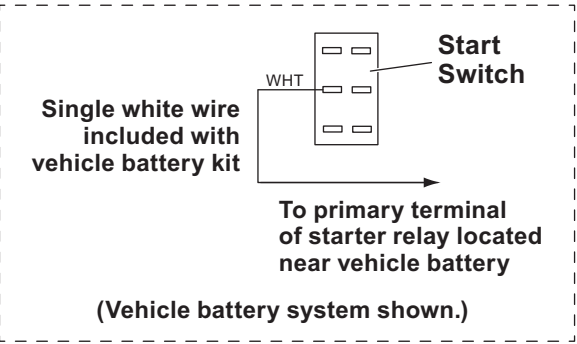 Start
Switch
WHT
Single white wire
included with
vehicle battery kit
To primary terminal
of starter relay located
near vehicle battery
(Vehicle battery system shown.)